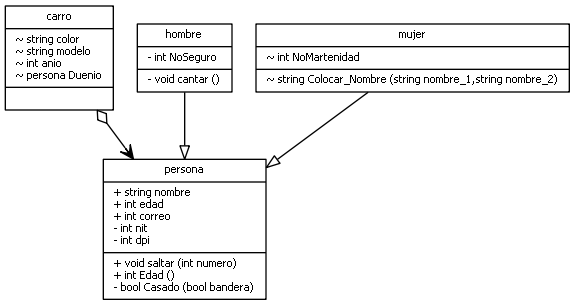 carro
~ string color
~ string modelo
~ int anio
~ persona Duenio
hombre
- int NoSeguro
- void cantar ()
mujer
~ int NoMartenidad
~ string Colocar_Nombre (string nombre_1,string nombre_2)
persona
+ string nombre
+ int edad
+ int correo
- int nit
- int dpi
+ void saltar (int numero)
+ int Edad ()
- bool Casado (bool bandera)